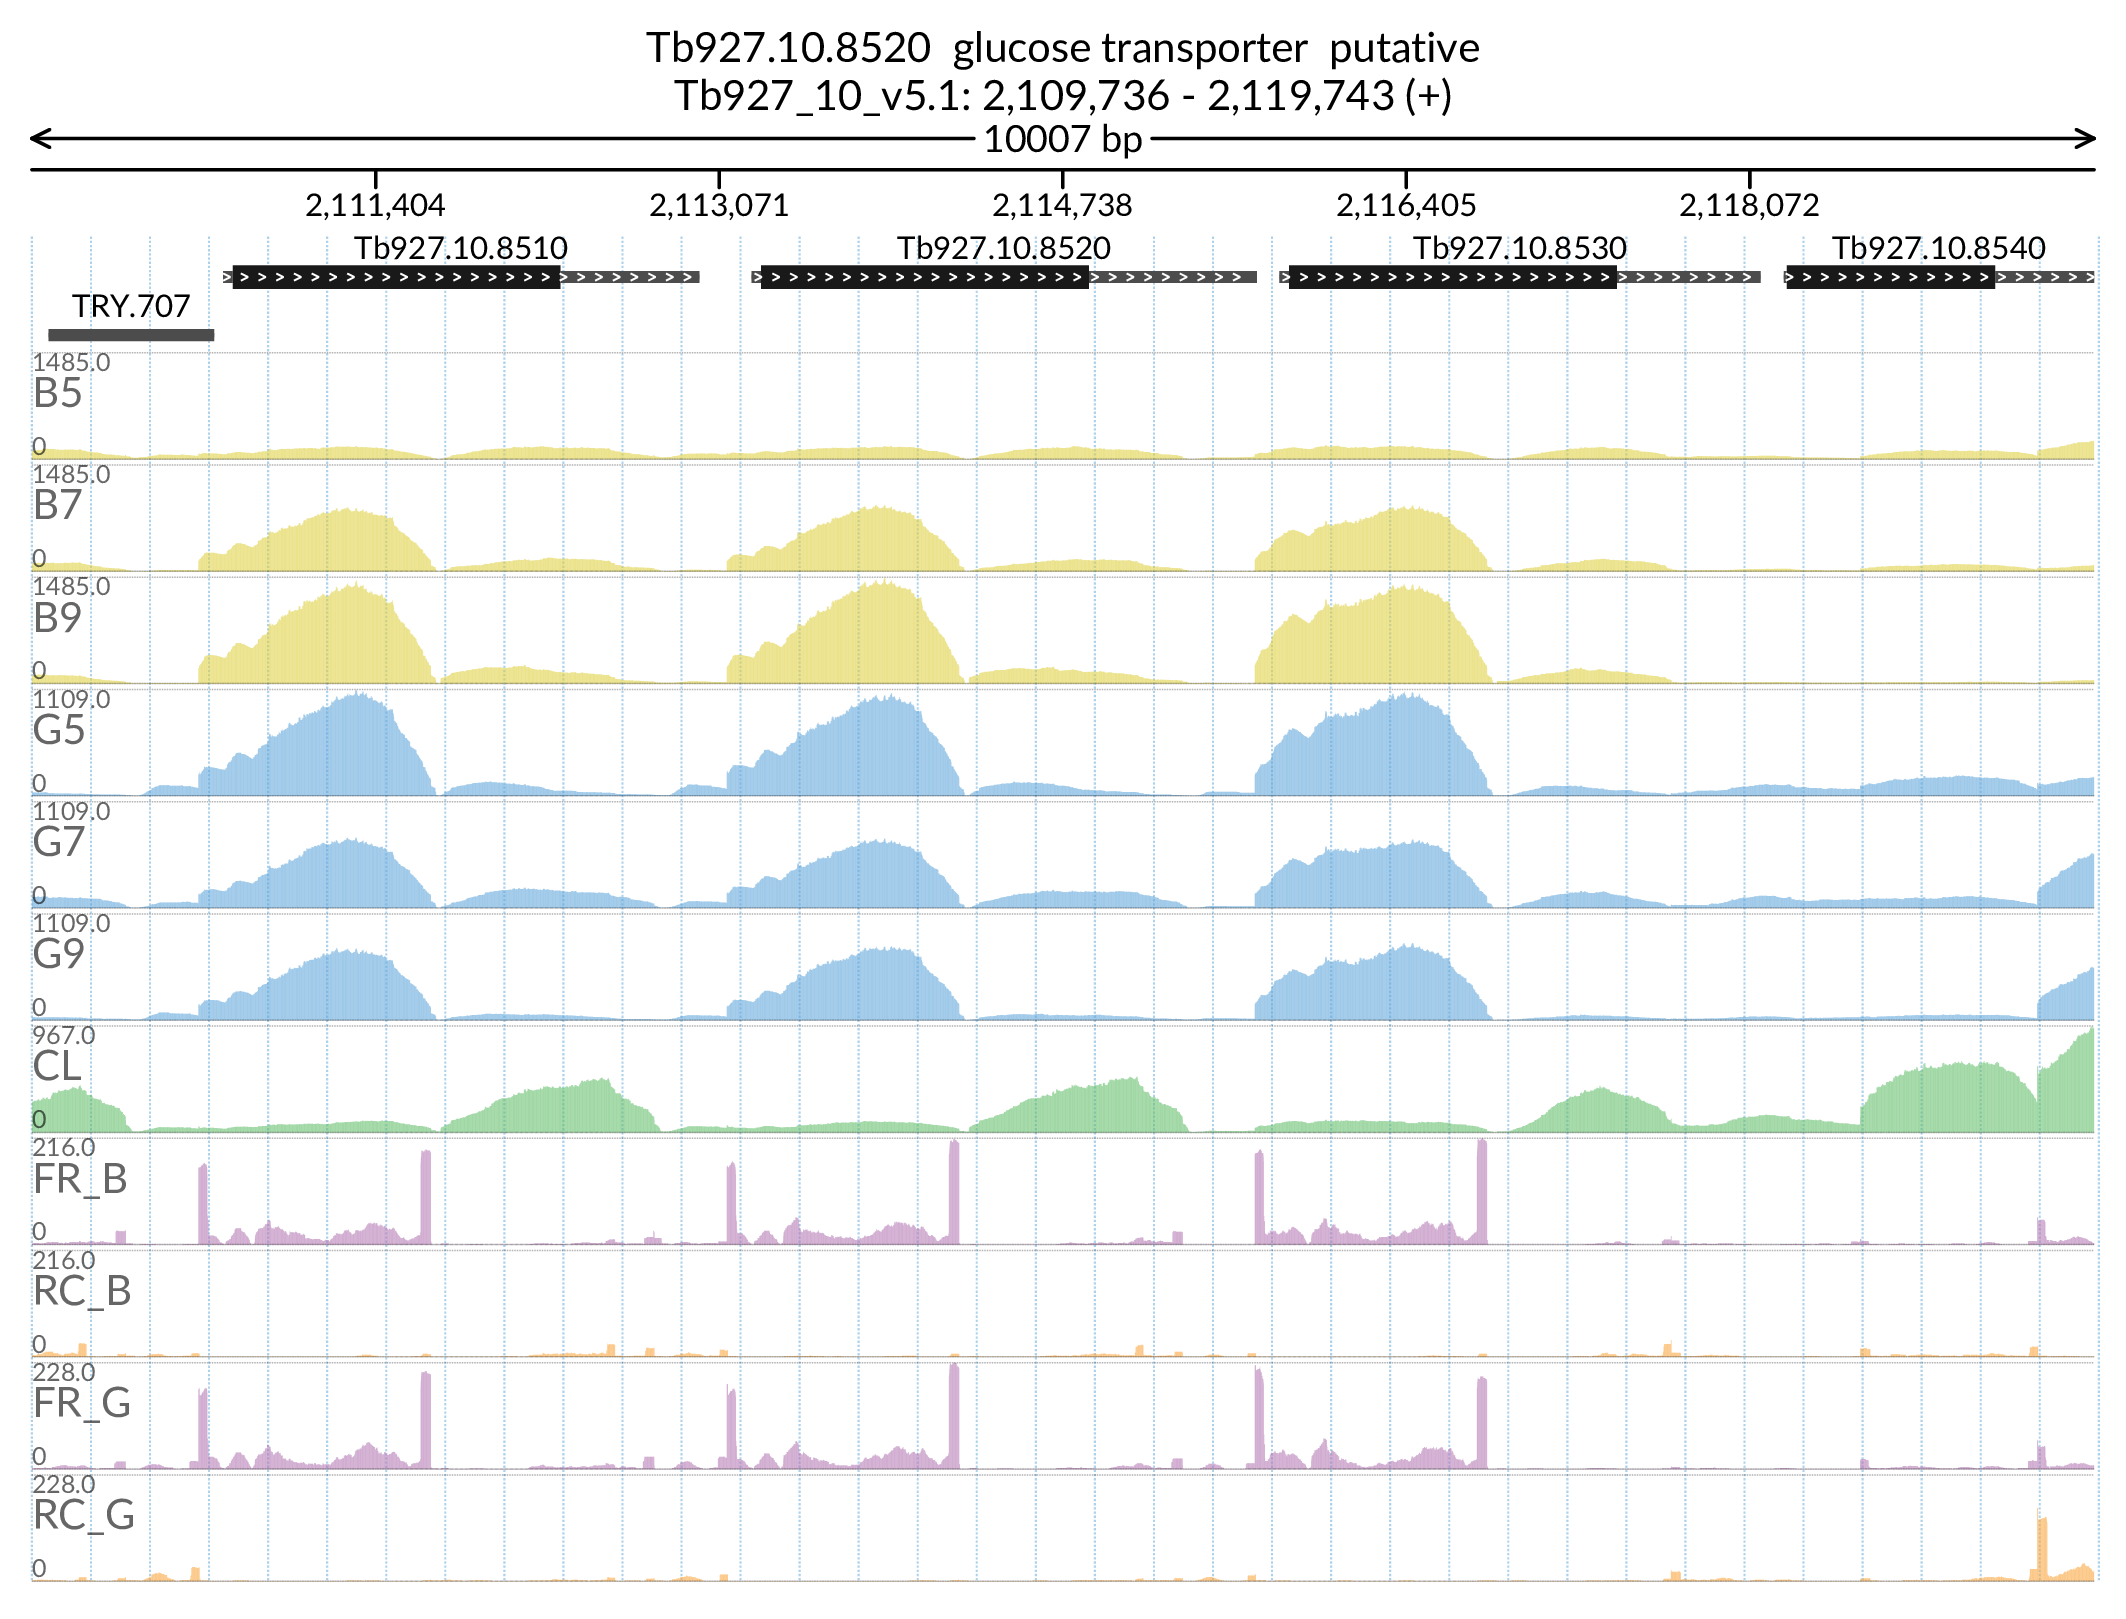 Tb927.10.8520 glucose transporter putative
Tb927_10_v5.1: 2,109,736 - 2,119,743 (+)
10007 bp
2,111,404 2,113,071 2,114,738 2,116,405 2,118,072
Tb927.10.8510 Tb927.10.8520 Tb927.10.8530 Tb927.10.8540
TRY.707
1485.0
B5
0
1485.0
B7
0
1485.0
B9
0
1109.0
G5
0
1109.0
G7
0
1109.0
G9
0
967.0
CL
0
216.0
FR_B
0
216.0
RC_B
0
228.0
FR_G
0
228.0
RC_G
0